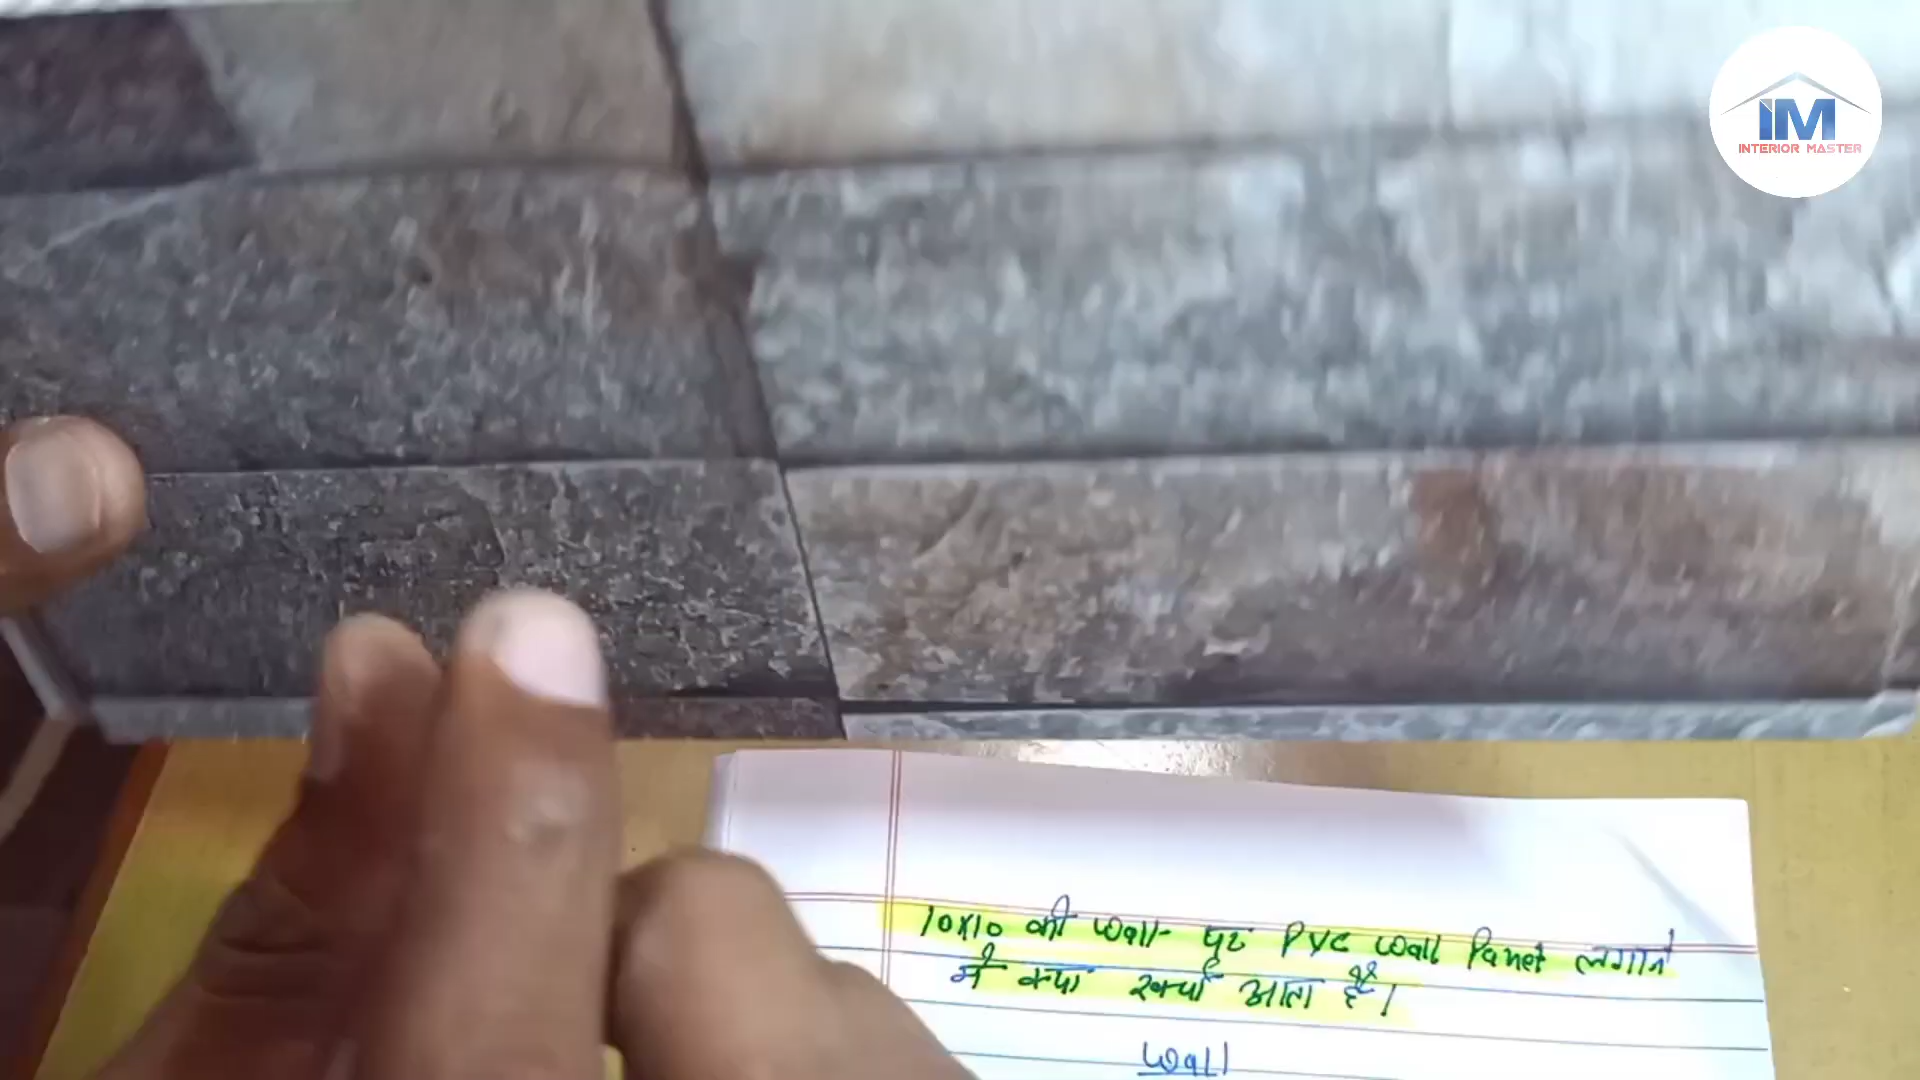 IM
INTERIOR MASTER
10x10 की wall पर PVC wall Panel लगाने
में क्या खर्चा आता है।
wall